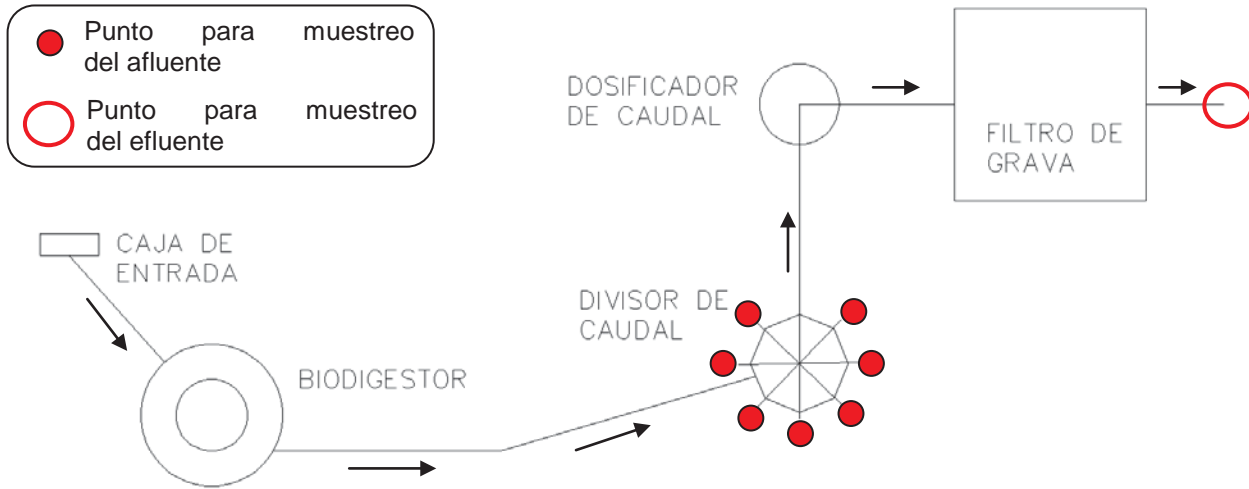 Punto para muestreo
del afluente
Punto para muestreo
del efluente
DOSIFICADOR
DE CAUDAL
FILTRO DE
GRAVA
CAJA DE
ENTRADA
DIVISOR DE
CAUDAL
BIODIGESTOR